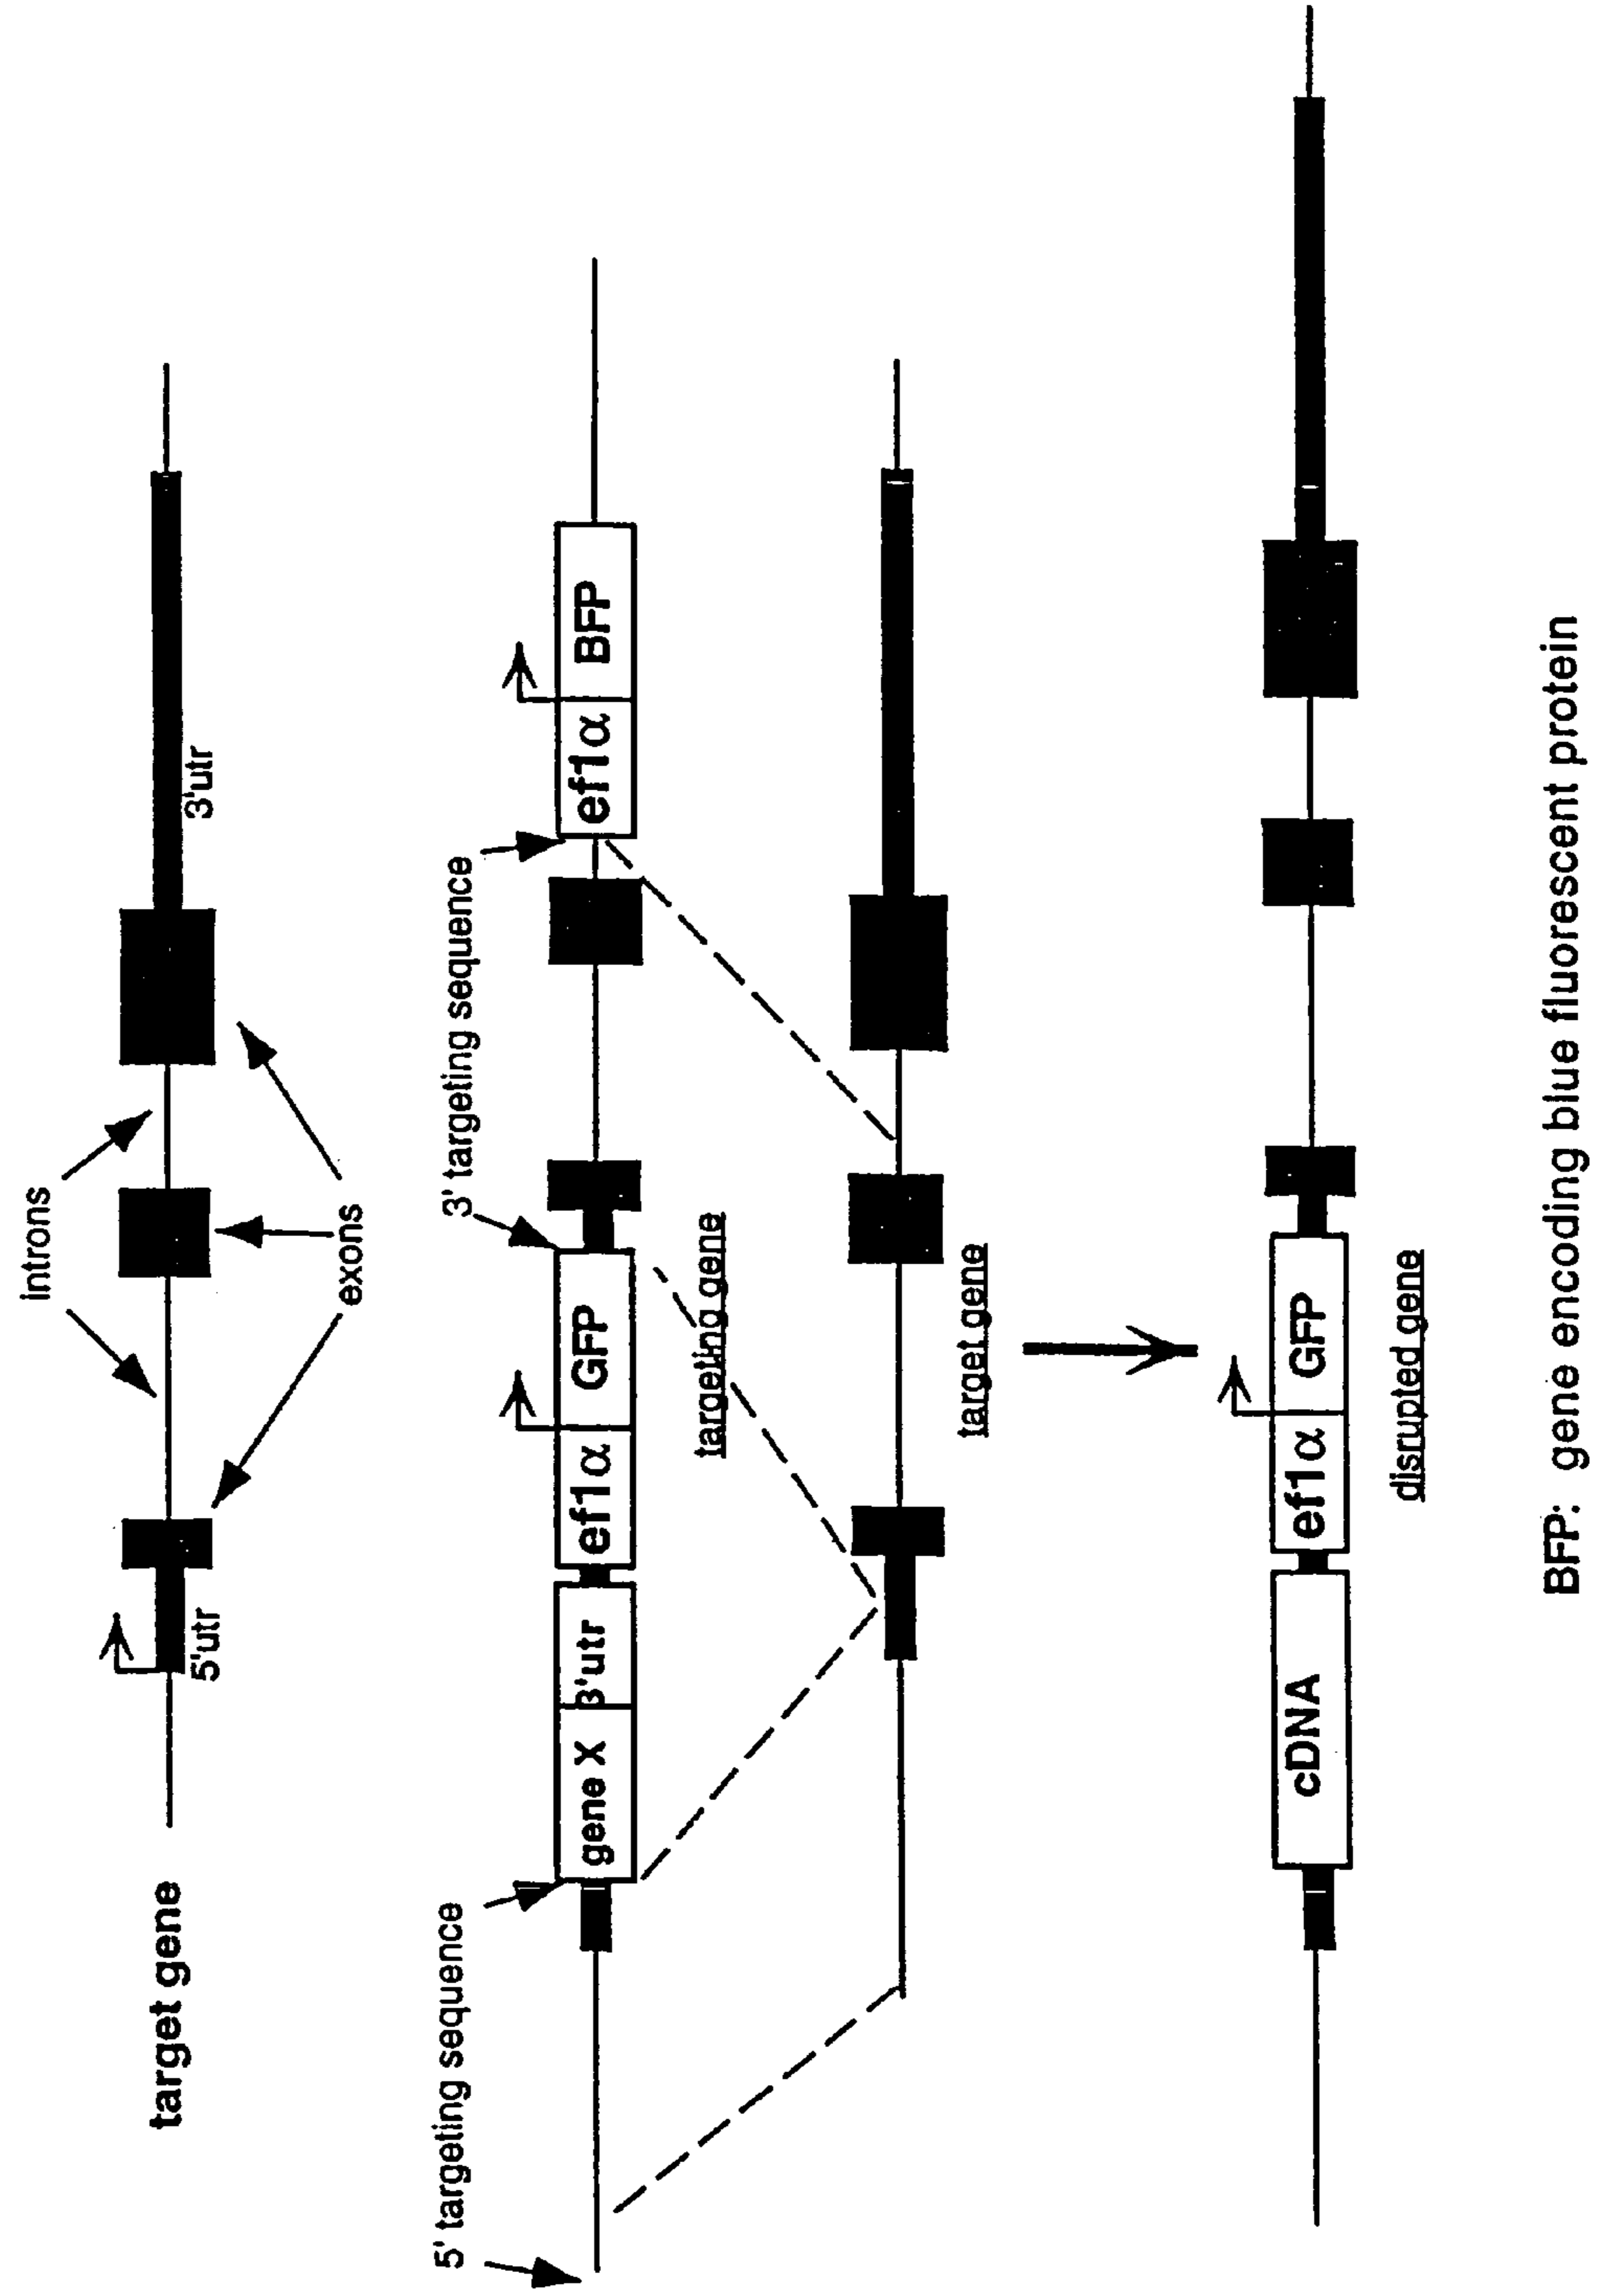 target gene
introns
exons
5'utr
3'utr
5' targeting sequence
3' targeting sequence
gene X
3'utr
ef1α
GFP
ef1α
BFP
targeting gene
target gene
cDNA
ef1α
GFP
disrupted gene
BFP: gene encoding blue fluorescent protein